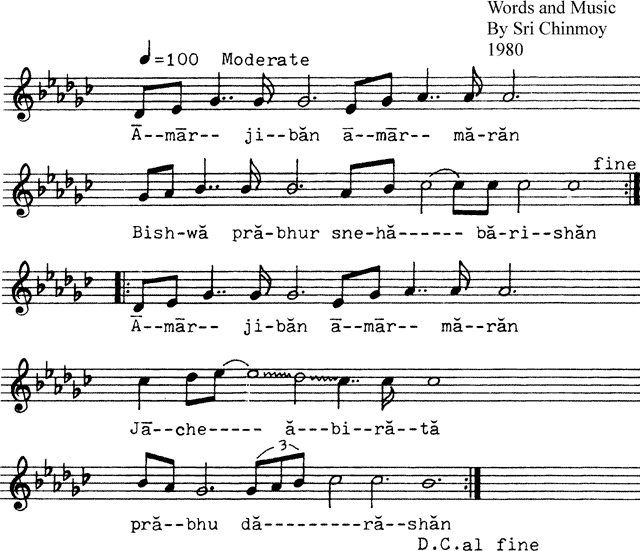 Words and Music
By Sri Chinmoy
1980
=100 Moderate
Ā--mār-- ji--băn ā--mār-- mă-răn
fine
Bish-wă pră-bhur sne-hă------ bă-ri--shăn
Ā--mār-- ji-băn ā--mār-- mă--răn
Jā--che----- ă---bi--ră--tă
3
pră--bhu dă---------ră--shăn
D.C.al fine